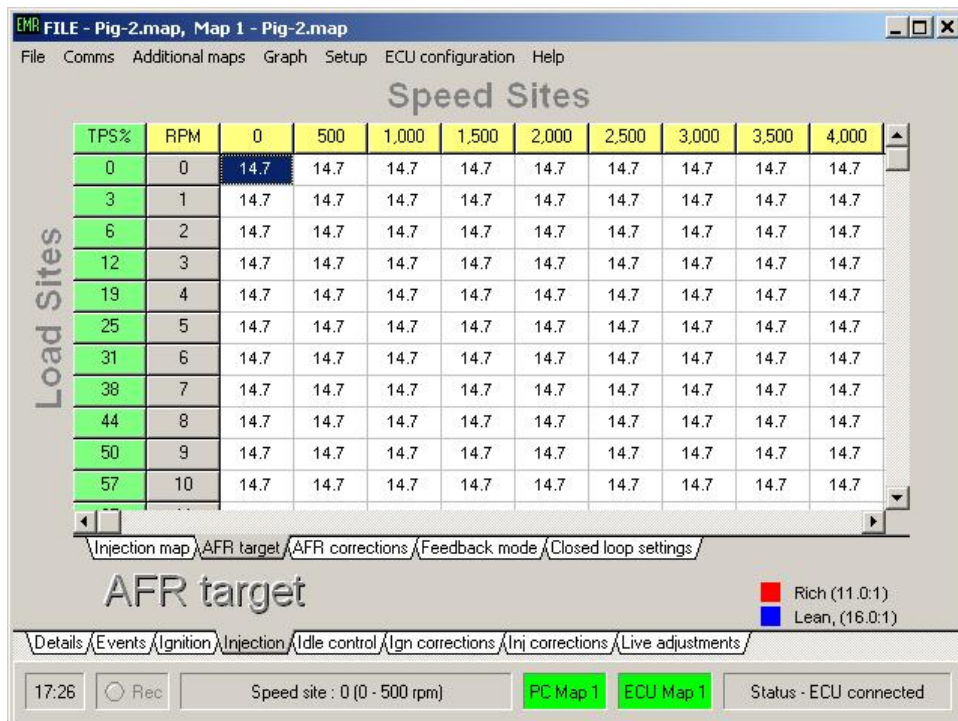 EMR FILE - Pig-2.map, Map 1 - Pig-2.map
File Comms Additional maps Graph Setup ECU configuration Help
Speed Sites
Load Sites
TPS% RPM 0 500 1,000 1,500 2,000 2,500 3,000 3,500 4,000
0 0 14.7 14.7 14.7 14.7 14.7 14.7 14.7 14.7 14.7
3 1 14.7 14.7 14.7 14.7 14.7 14.7 14.7 14.7 14.7
6 2 14.7 14.7 14.7 14.7 14.7 14.7 14.7 14.7 14.7
12 3 14.7 14.7 14.7 14.7 14.7 14.7 14.7 14.7 14.7
19 4 14.7 14.7 14.7 14.7 14.7 14.7 14.7 14.7 14.7
25 5 14.7 14.7 14.7 14.7 14.7 14.7 14.7 14.7 14.7
31 6 14.7 14.7 14.7 14.7 14.7 14.7 14.7 14.7 14.7
38 7 14.7 14.7 14.7 14.7 14.7 14.7 14.7 14.7 14.7
44 8 14.7 14.7 14.7 14.7 14.7 14.7 14.7 14.7 14.7
50 9 14.7 14.7 14.7 14.7 14.7 14.7 14.7 14.7 14.7
57 10 14.7 14.7 14.7 14.7 14.7 14.7 14.7 14.7 14.7
Injection map AFR target AFR corrections Feedback mode Closed loop settings
AFR target
Rich (11.0:1)
Lean, (16.0:1)
Details Events Ignition Injection Idle control Ign corrections Inj corrections Live adjustments
17:26 Rec Speed site : 0 (0 - 500 rpm) PC Map 1 ECU Map 1 Status - ECU connected